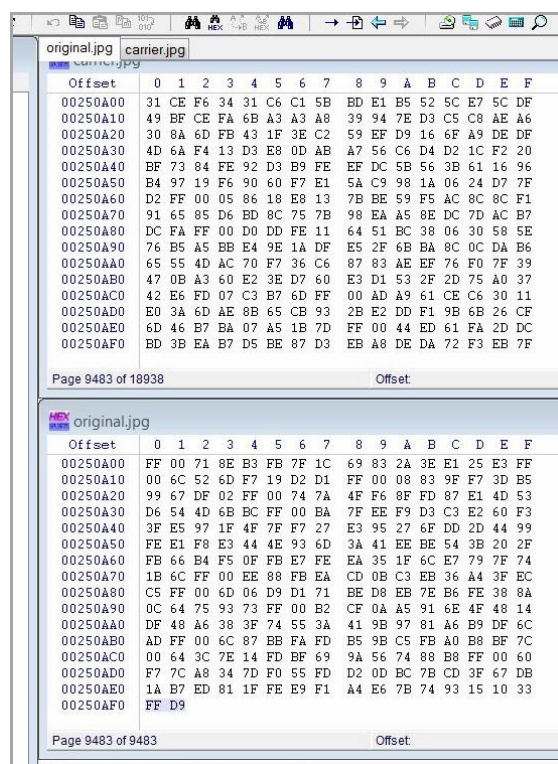 original.jpg carrier.jpg
carrier.jpg
Offset 0 1 2 3 4 5 6 7 8 9 A B C D E F
00250A00 31 CE F6 34 31 C6 C1 5B BD E1 B5 52 5C E7 5C DF
00250A10 49 BF CE FA 6B A3 A3 A8 39 94 7E D3 C5 C8 AE A6
00250A20 30 8A 6D FB 43 1F 3E C2 59 EF D9 16 6F A9 DE DF
00250A30 4D 6A F4 13 D3 E8 0D AB A7 56 C6 D4 D2 1C F2 20
00250A40 BF 73 84 FE 92 D3 B9 FE EF DC 5B 56 3B 61 16 96
00250A50 B4 97 19 F6 90 60 F7 E1 5A C9 98 1A 06 24 D7 7F
00250A60 D2 FF 00 05 86 18 E8 13 7B BE 59 F5 AC 8C 8C F1
00250A70 91 65 85 D6 BD 8C 75 7B 98 EA A5 8E DC 7D AC B7
00250A80 DC FA FF 00 D0 DD FE 11 64 51 BC 38 06 30 58 5E
00250A90 76 B5 A5 BB E4 9E 1A DF E5 2F 6B BA 8C 0C DA B6
00250AA0 65 55 4D AC 70 F7 36 C6 87 83 AE EF 76 F0 7F 39
00250AB0 47 0B A3 60 E2 3E D7 60 E3 D1 53 2F 2D 75 A0 37
00250AC0 42 E6 FD 07 C3 B7 6D FF 00 AD A9 61 CE C6 30 11
00250AD0 E0 3A 6D AE 8B 65 CB 93 2B E2 DD F1 9B 6B 26 CF
00250AE0 6D 46 B7 BA 07 A5 1B 7D FF 00 44 ED 61 FA 2D DC
00250AF0 BD 3B EA B7 D5 BE 87 D3 EB A8 DE DA 72 F3 EB 7F
Page 9483 of 18938 Offset:
HEX original.jpg
Offset 0 1 2 3 4 5 6 7 8 9 A B C D E F
00250A00 FF 00 71 8E B3 FB 7F 1C 69 83 2A 3E E1 25 E3 FF
00250A10 00 6C 52 6D F7 19 D2 D1 FF 00 08 83 9F F7 3D B5
00250A20 99 67 DF 02 FF 00 74 7A 4F F6 8F FD 87 E1 4D 53
00250A30 D6 54 4D 6B BC FF 00 BA 7F EE F9 D3 C3 E2 60 F3
00250A40 3F E5 97 1F 4F 7F F7 27 E3 95 27 6F DD 2D 44 99
00250A50 FE E1 F8 E3 44 4E 93 6D 3A 41 EE BE 54 3B 20 2F
00250A60 FB 66 B4 F5 0F FB E7 FE EA 35 1F 6C E7 79 7F 74
00250A70 1B 6C FF 00 EE 88 FB EA CD 0B C3 EB 36 A4 3F EC
00250A80 C5 FF 00 6D 06 D9 D1 71 BE D8 EB 7E B6 FE 38 8A
00250A90 0C 64 75 93 73 FF 00 B2 CF 0A A5 91 6E 4F 48 14
00250AA0 DF 48 A6 38 3F 74 55 3A 41 9B 97 81 A6 B9 DF 6C
00250AB0 AD FF 00 6C 87 BB FA FD B5 9B C5 FB A0 B8 BF 7C
00250AC0 00 64 3C 7E 14 FD BF 69 9A 56 74 88 B8 FF 00 60
00250AD0 F7 7C A8 34 7D F0 55 FD D2 0D BC 7B CD 3F 67 DB
00250AE0 1A B7 ED 81 1F FE E9 F1 A4 E6 7B 74 93 15 10 33
00250AF0 FF D9
Page 9483 of 9483 Offset: